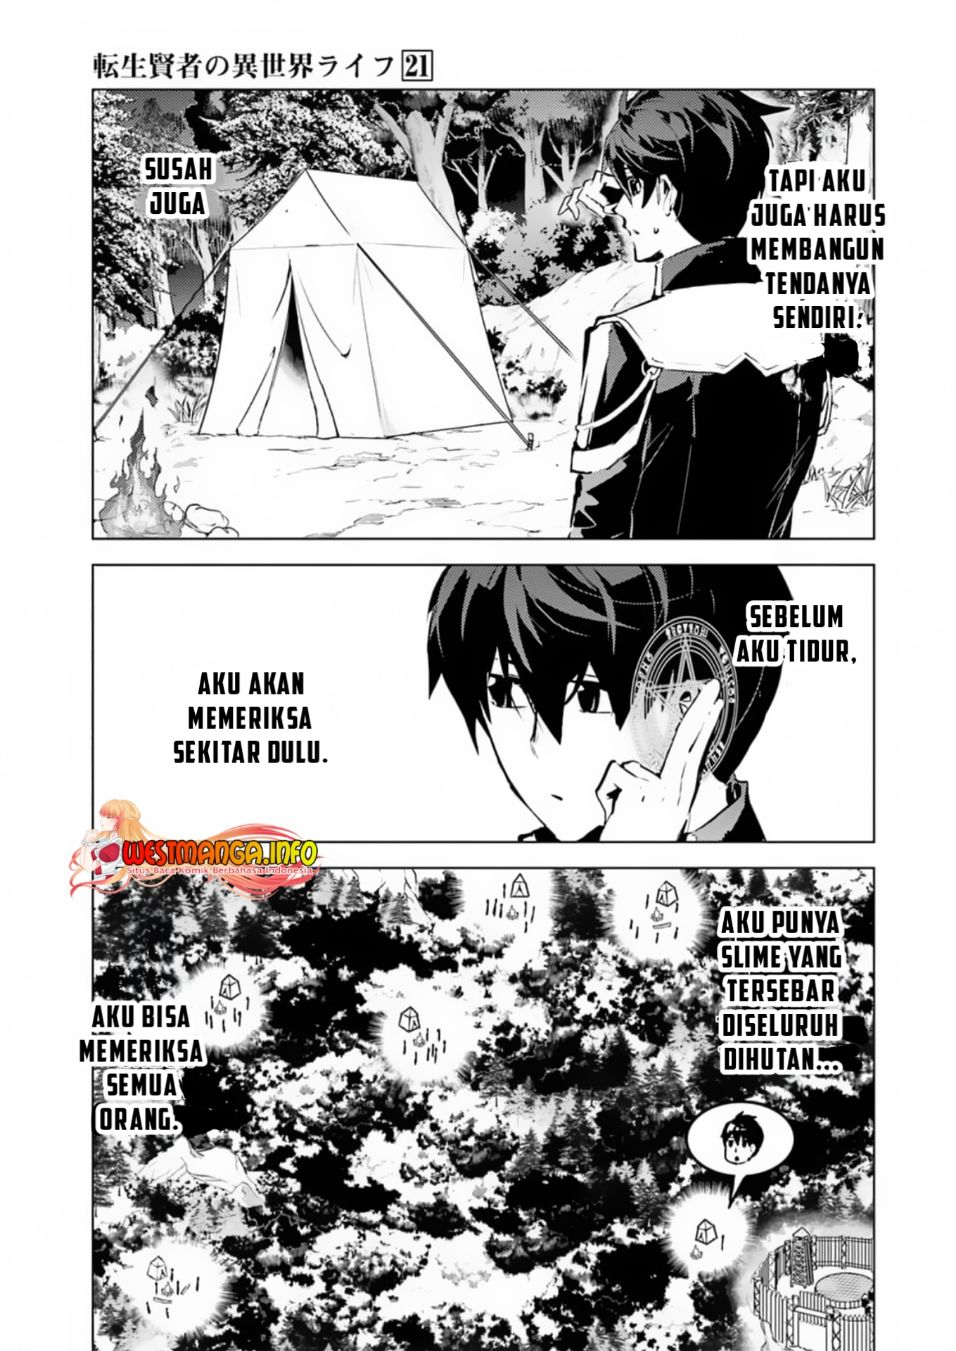 転生賢者の異世界ライフ 21
TAPI AKU
JUGA HARUS
MEMBANGUN
TENDANYA
SENDIRI.
SUSAH
JUGA
SEBELUM
AKU TIDUR,
AKU AKAN
MEMERIKSA
SEKITAR DULU.
WESTMANGA.INFO
Situs Baca Komik Berbahasa Indonesia
AKU PUNYA
SLIME YANG
TERSEBAR
DISELURUH
DIHUTAN...
AKU BISA
MEMERIKSA
SEMUA
ORANG.